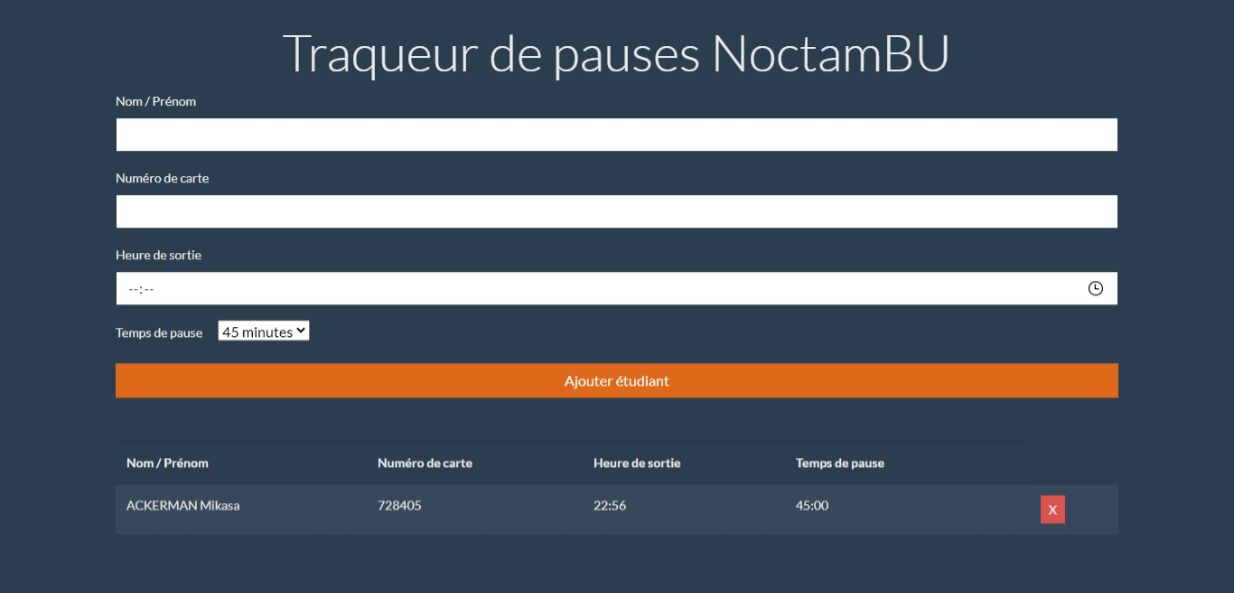 Traqueur de pauses NoctamBU
Nom / Prénom
Numéro de carte
Heure de sortie
--:--
Temps de pause 45 minutes
Ajouter étudiant
Nom / Prénom Numéro de carte Heure de sortie Temps de pause
ACKERMAN Mikasa 728405 22:56 45:00 X